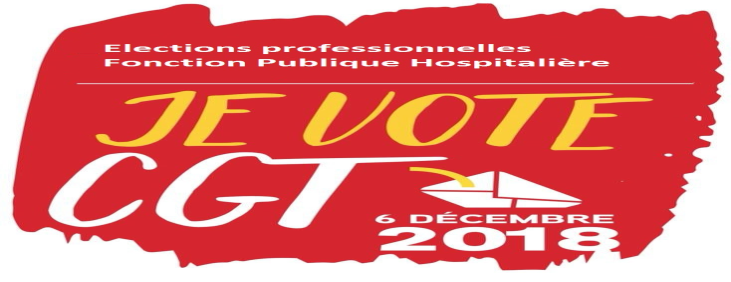 Elections professionnelles
Fonction Publique Hospitalière
JE VOTE
CGT
6 DÉCEMBRE
2018